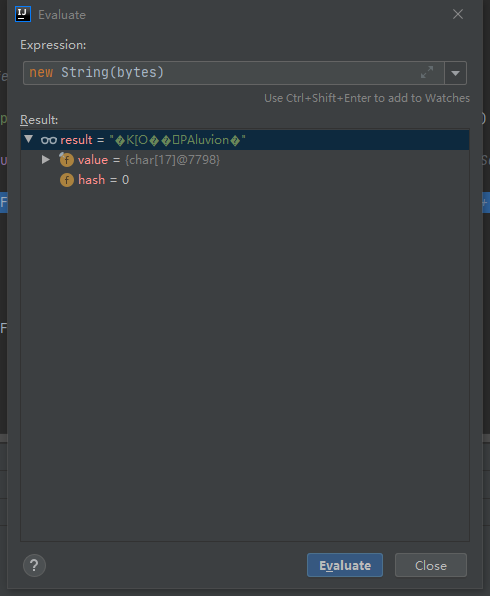 Evaluate
Expression:
new String(bytes)
Use Ctrl+Shift+Enter to add to Watches
Result:
result = "�K[O��▯PAluvion�"
value = {char[17]@7798}
hash = 0
?
Evaluate
Close